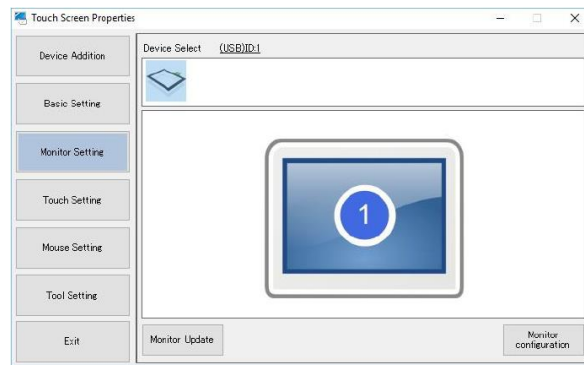 Touch Screen Properties
Device Addition
Basic Setting
Monitor Setting
Touch Setting
Mouse Setting
Tool Setting
Exit
Device Select (USB)ID:1
1
Monitor Update
Monitor
configuration